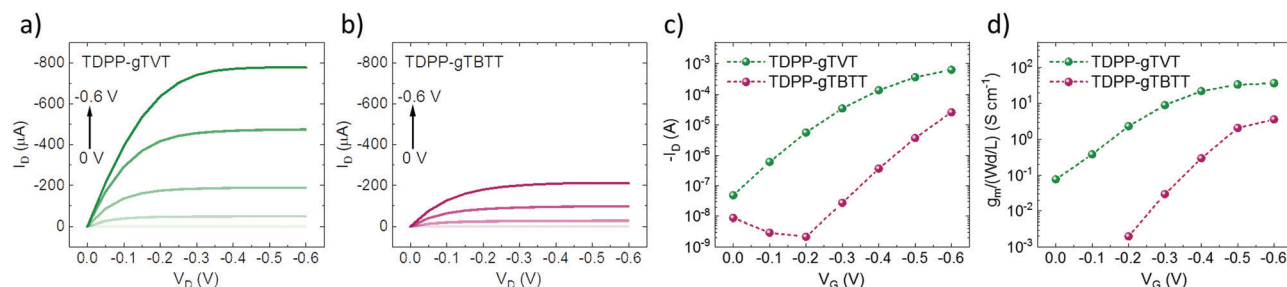 a)
TDPP-gTVT
-0.6 V
0 V
-800
-600
-400
-200
0
I_D (μA)
0.0 -0.1 -0.2 -0.3 -0.4 -0.5 -0.6
V_D (V)
b)
TDPP-gTBTT
-0.6 V
0 V
-800
-600
-400
-200
0
I_D (μA)
0.0 -0.1 -0.2 -0.3 -0.4 -0.5 -0.6
V_D (V)
c)
TDPP-gTVT
TDPP-gTBTT
10⁻³
10⁻⁴
10⁻⁵
10⁻⁶
10⁻⁷
10⁻⁸
10⁻⁹
-I_D (A)
0.0 -0.1 -0.2 -0.3 -0.4 -0.5 -0.6
V_G (V)
d)
TDPP-gTVT
TDPP-gTBTT
10²
10¹
10⁰
10⁻¹
10⁻²
10⁻³
g_m/(Wd/L) (S cm⁻¹)
0.0 -0.1 -0.2 -0.3 -0.4 -0.5 -0.6
V_G (V)